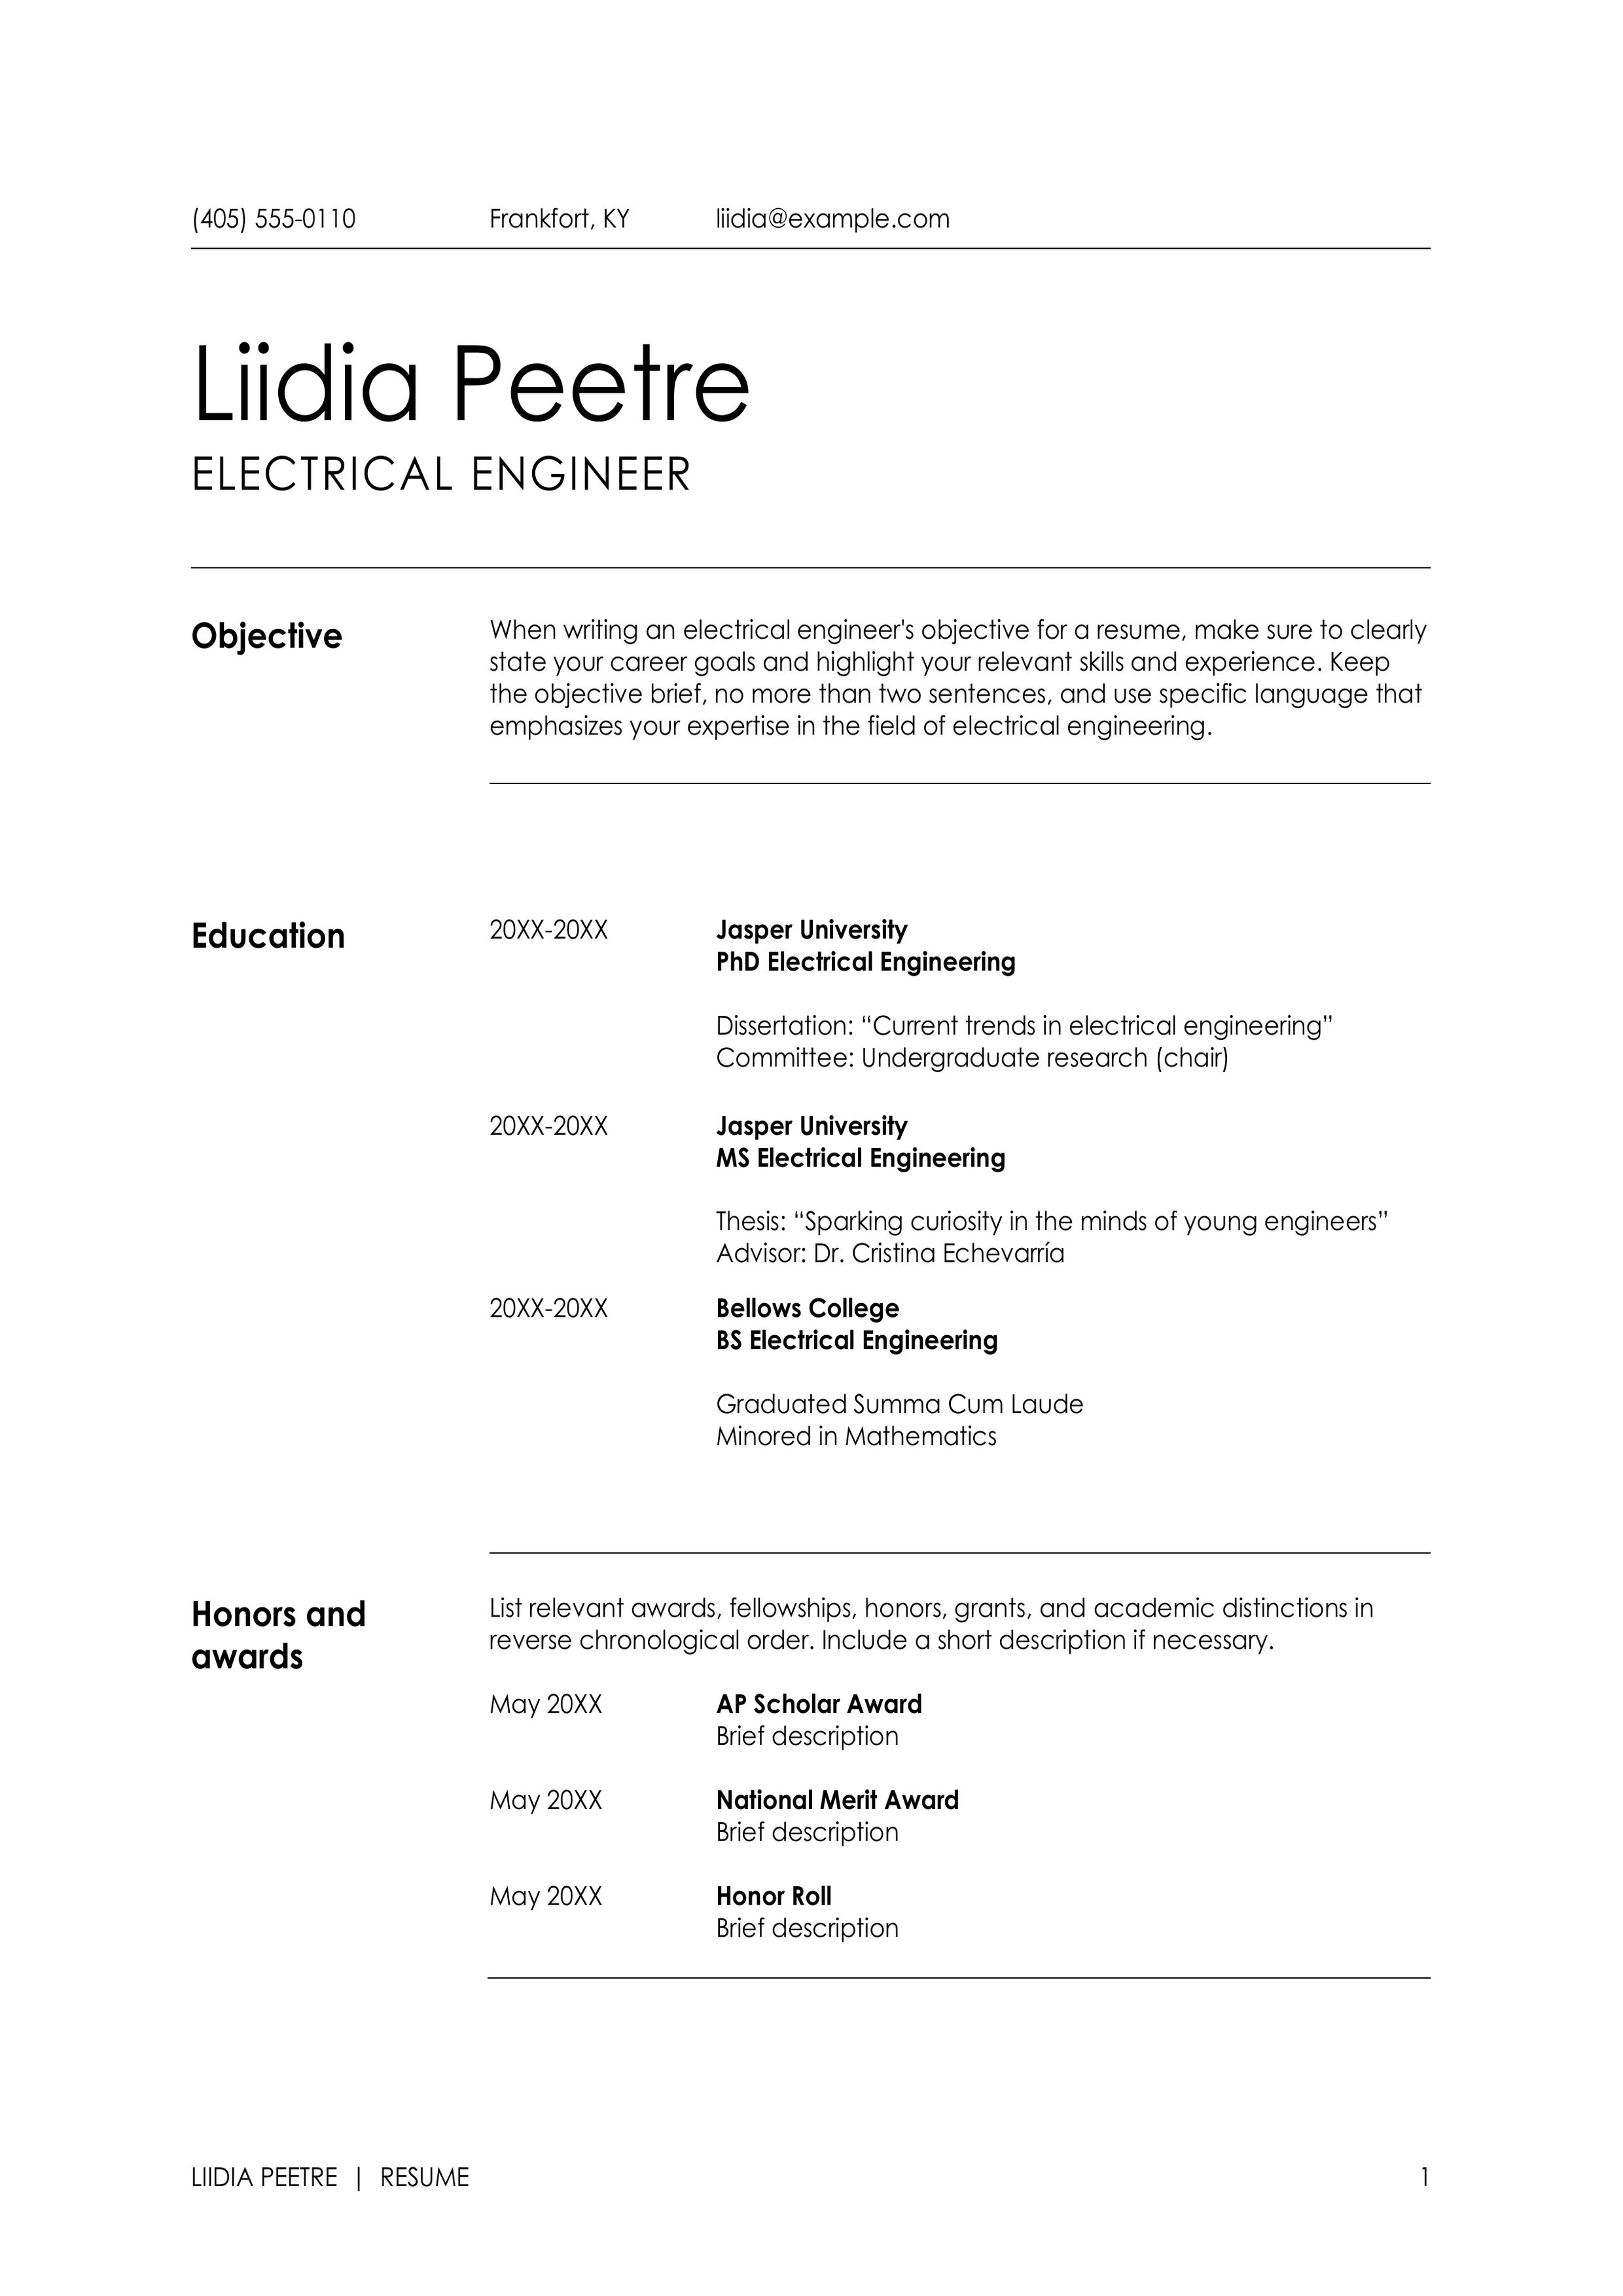 (405) 555-0110 Frankfort, KY liidia@example.com
Liidia Peetre
ELECTRICAL ENGINEER
Objective
When writing an electrical engineer's objective for a resume, make sure to clearly
state your career goals and highlight your relevant skills and experience. Keep
the objective brief, no more than two sentences, and use specific language that
emphasizes your expertise in the field of electrical engineering.
Education
20XX-20XX Jasper University
PhD Electrical Engineering
Dissertation: “Current trends in electrical engineering”
Committee: Undergraduate research (chair)
20XX-20XX Jasper University
MS Electrical Engineering
Thesis: “Sparking curiosity in the minds of young engineers”
Advisor: Dr. Cristina Echevarría
20XX-20XX Bellows College
BS Electrical Engineering
Graduated Summa Cum Laude
Minored in Mathematics
Honors and
awards
List relevant awards, fellowships, honors, grants, and academic distinctions in
reverse chronological order. Include a short description if necessary.
May 20XX AP Scholar Award
Brief description
May 20XX National Merit Award
Brief description
May 20XX Honor Roll
Brief description
LIIDIA PEETRE | RESUME 1